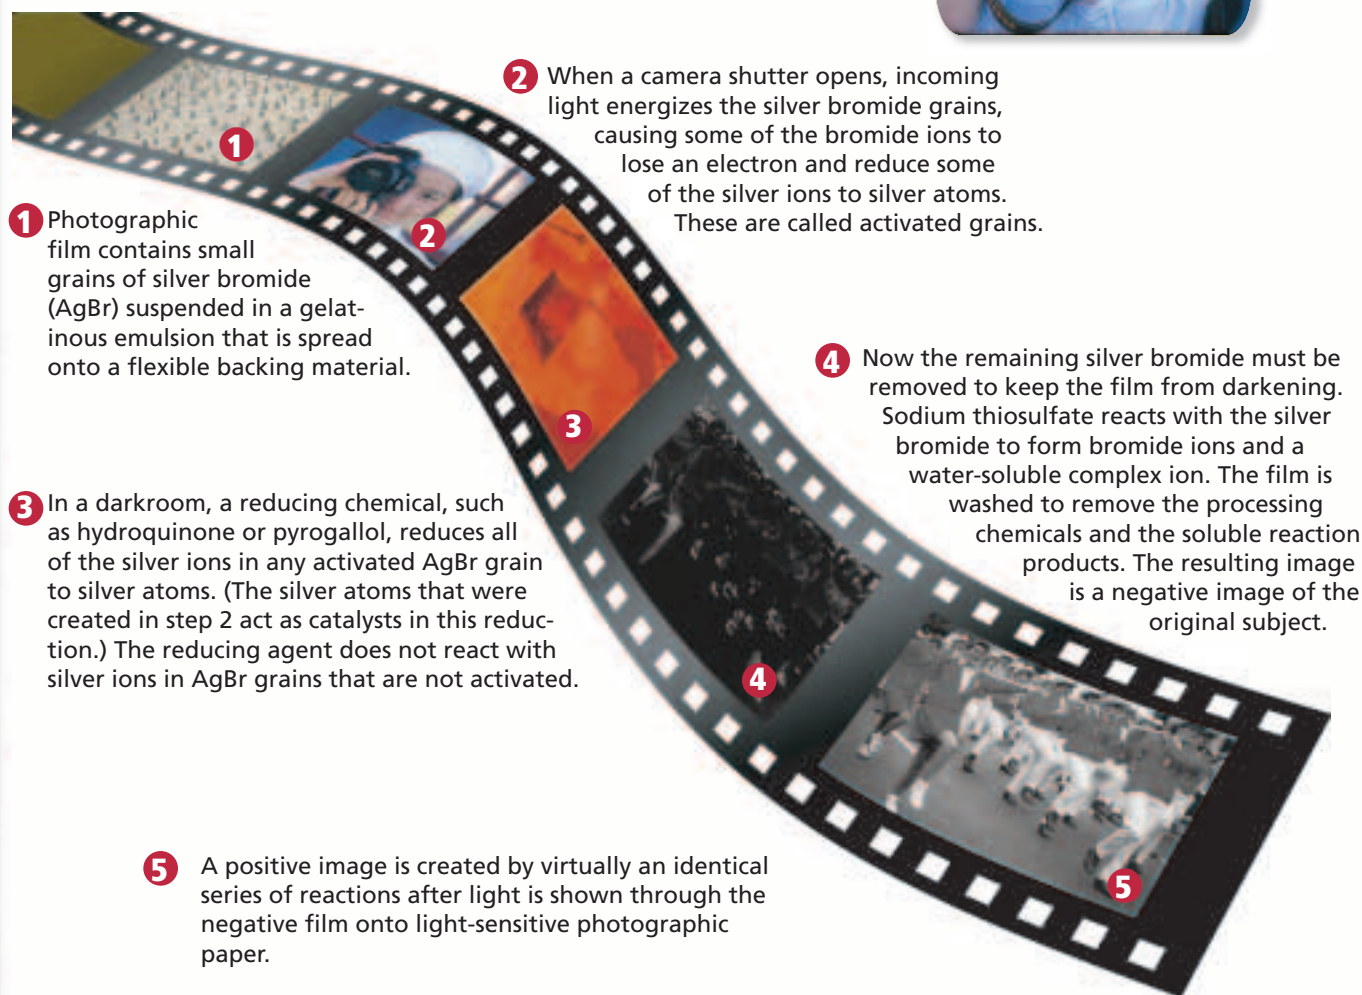 1 Photographic
film contains small
grains of silver bromide
(AgBr) suspended in a gelat-
inous emulsion that is spread
onto a flexible backing material.
2 When a camera shutter opens, incoming
light energizes the silver bromide grains,
causing some of the bromide ions to
lose an electron and reduce some
of the silver ions to silver atoms.
These are called activated grains.
3 In a darkroom, a reducing chemical, such
as hydroquinone or pyrogallol, reduces all
of the silver ions in any activated AgBr grain
to silver atoms. (The silver atoms that were
created in step 2 act as catalysts in this reduc-
tion.) The reducing agent does not react with
silver ions in AgBr grains that are not activated.
4 Now the remaining silver bromide must be
removed to keep the film from darkening.
Sodium thiosulfate reacts with the silver
bromide to form bromide ions and a
water-soluble complex ion. The film is
washed to remove the processing
chemicals and the soluble reaction
products. The resulting image
is a negative image of the
original subject.
5 A positive image is created by virtually an identical
series of reactions after light is shown through the
negative film onto light-sensitive photographic
paper.
1
2
3
4
5